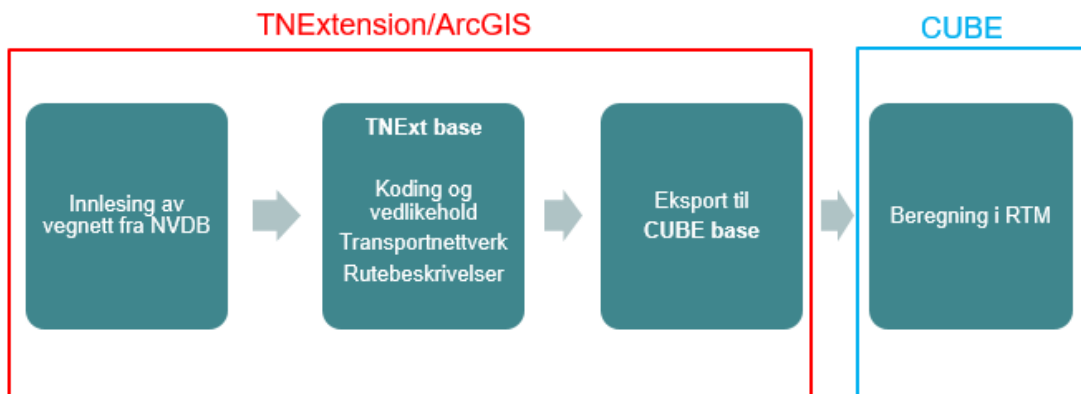 TNExtension/ArcGIS
CUBE
Innlesing av
vegnett fra NVDB
TNExt base
Koding og
vedlikehold
Transportnettverk
Rutebeskrivelser
Eksport til
CUBE base
Beregning i RTM